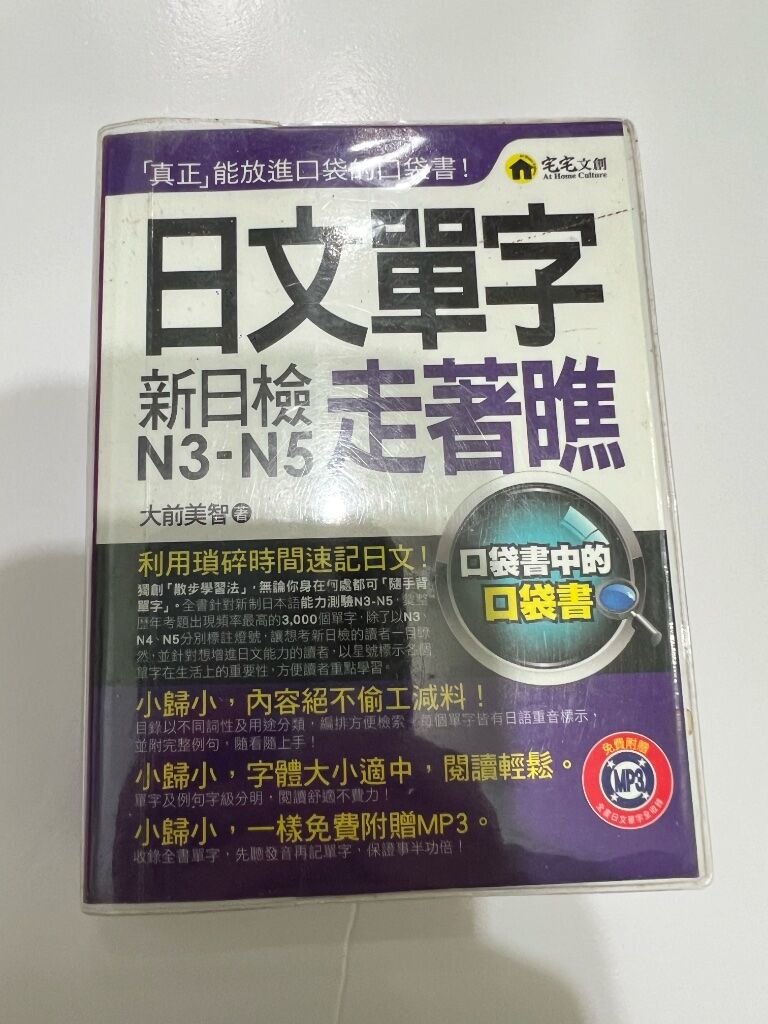 「真正」能放進口袋的口袋書！
宅宅文創
At Home Culture
日文單字
新日檢
N3-N5
走著瞧
大前美智 著
口袋書中的
口袋書
利用瑣碎時間速記日文！
獨創「散步學習法」，無論你身在何處都可「隨手背
單字」。全書針對新制日本語能力測驗N3-N5，彙整
歷年考題出現頻率最高的3,000個單字，除了以N3、
N4、N5分別標註燈號，讓想考新日檢的讀者一目瞭
然，並針對想增進日文能力的讀者，以星號標示各個
單字在生活上的重要性，方便讀者重點學習。
小歸小，內容絕不偷工減料！
目錄以不同詞性及用途分類，編排方便檢索，每個單字皆有日語重音標示，
並附完整例句，隨看隨上手！
小歸小，字體大小適中，閱讀輕鬆。
單字及例句字級分明，閱讀舒適不費力！
小歸小，一樣免費附贈MP3。
收錄全書單字，先聽發音再記單字，保證事半功倍！
免費附贈
MP3
全書日文單字全收錄